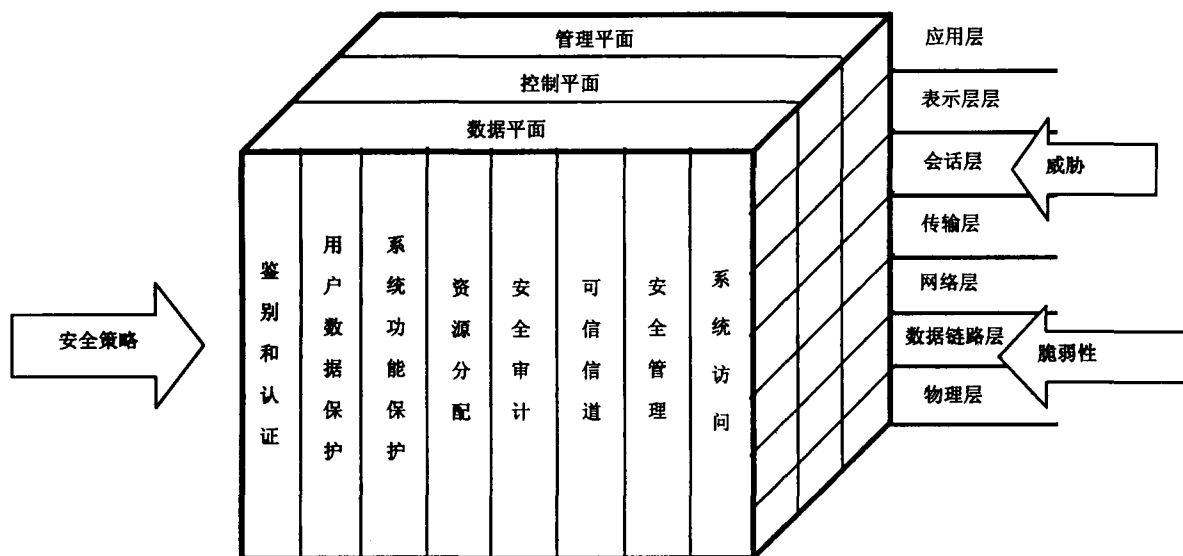 管理平面
控制平面
数据平面
应用层
表示层层
会话层
传输层
网络层
数据链路层
物理层
威胁
脆弱性
安全策略
鉴别和认证
用户数据保护
系统功能保护
资源分配
安全审计
可信信道
安全管理
系统访问